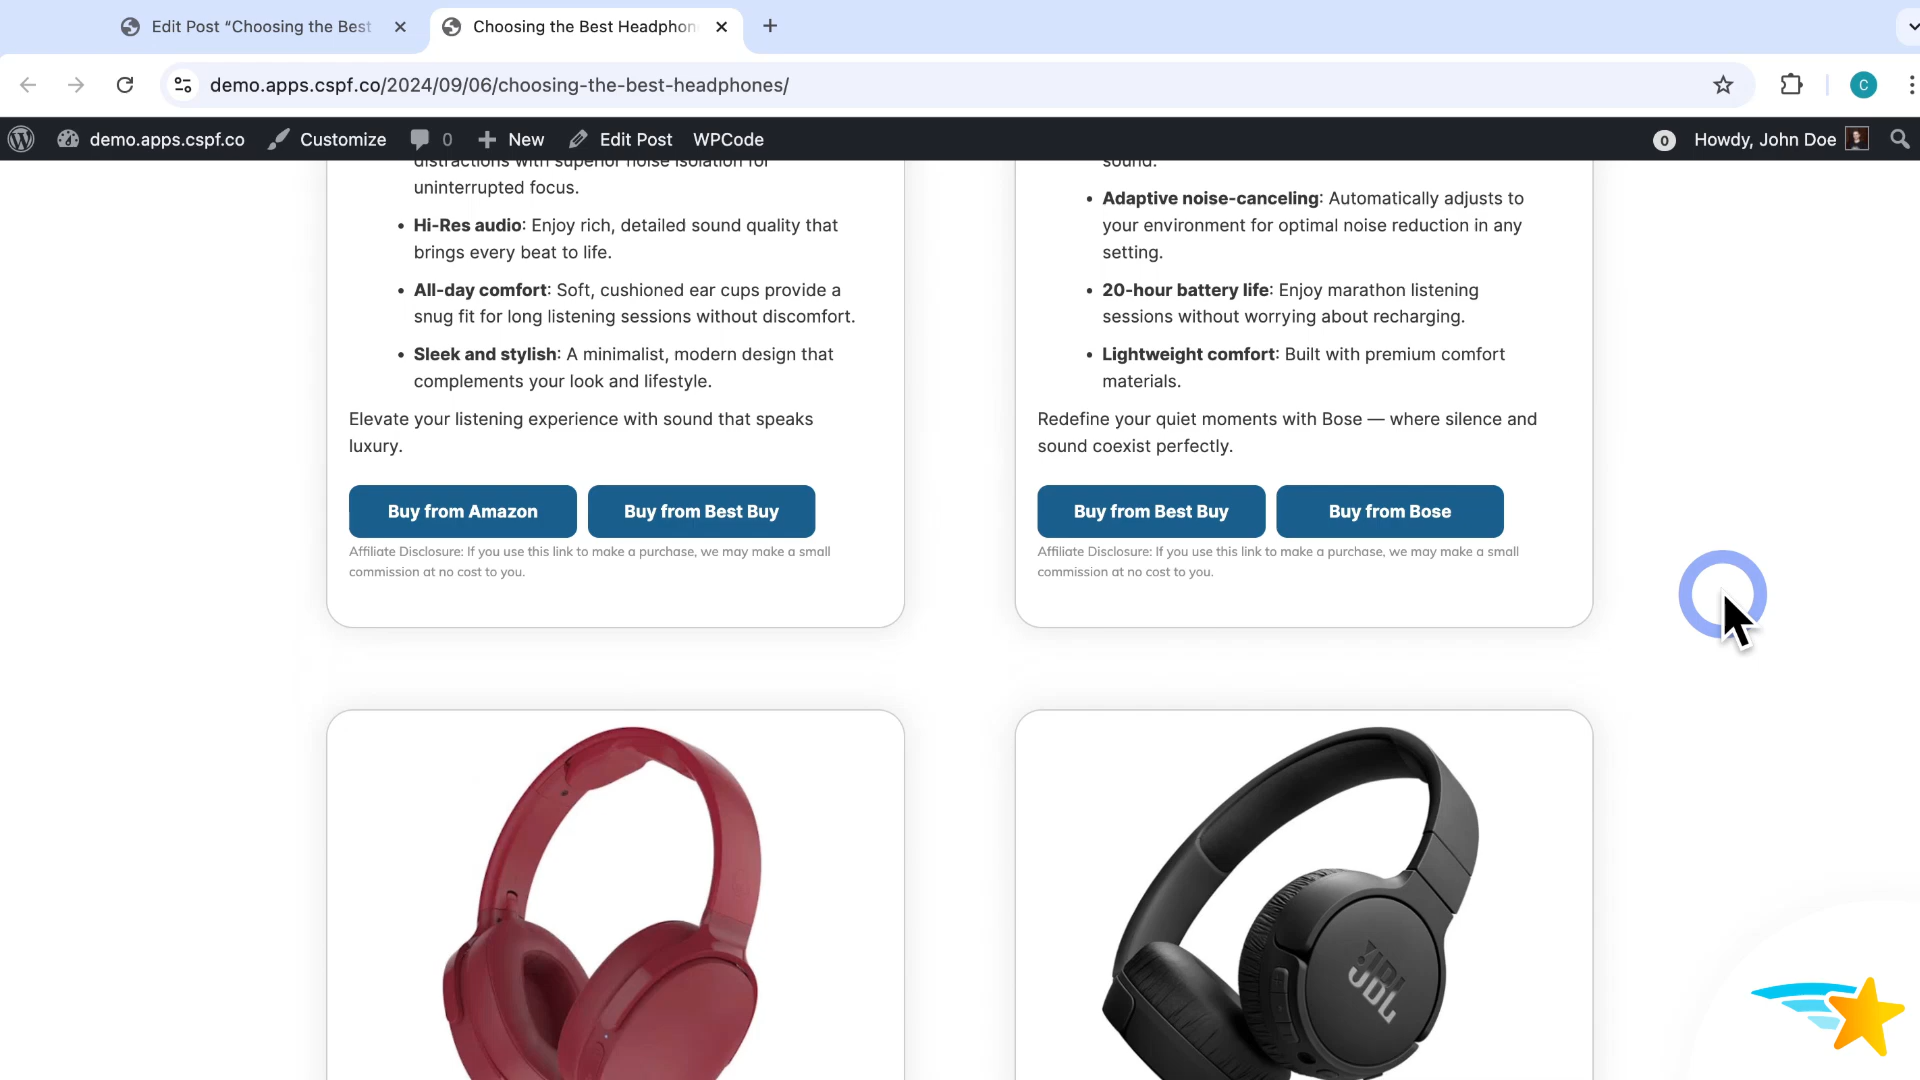 Edit Post “Choosing the Best
Choosing the Best Headphon
demo.apps.cspf.co/2024/09/06/choosing-the-best-headphones/
C
demo.apps.cspf.co
Customize
0
New
Edit Post
WPCode
0
Howdy, John Doe
distractions with superior noise isolation for
uninterrupted focus.
• Hi-Res audio: Enjoy rich, detailed sound quality that
brings every beat to life.
• All-day comfort: Soft, cushioned ear cups provide a
snug fit for long listening sessions without discomfort.
• Sleek and stylish: A minimalist, modern design that
complements your look and lifestyle.
Elevate your listening experience with sound that speaks
luxury.
Buy from Amazon
Buy from Best Buy
Affiliate Disclosure: If you use this link to make a purchase, we may make a small
commission at no cost to you.
sound.
• Adaptive noise-canceling: Automatically adjusts to
your environment for optimal noise reduction in any
setting.
• 20-hour battery life: Enjoy marathon listening
sessions without worrying about recharging.
• Lightweight comfort: Built with premium comfort
materials.
Redefine your quiet moments with Bose — where silence and
sound coexist perfectly.
Buy from Best Buy
Buy from Bose
Affiliate Disclosure: If you use this link to make a purchase, we may make a small
commission at no cost to you.
JBL